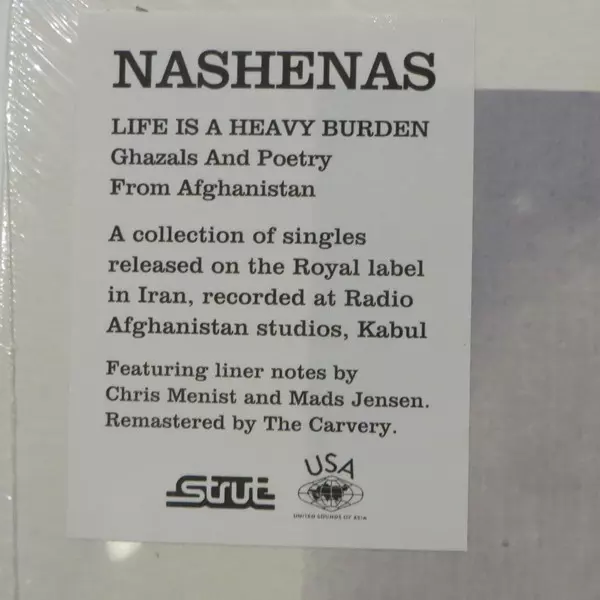 NASHENAS
LIFE IS A HEAVY BURDEN
Ghazals And Poetry
From Afghanistan
A collection of singles
released on the Royal label
in Iran, recorded at Radio
Afghanistan studios, Kabul
Featuring liner notes by
Chris Menist and Mads Jensen.
Remastered by The Carvery.
strut
USA
UNITED SOUNDS OF ASIA